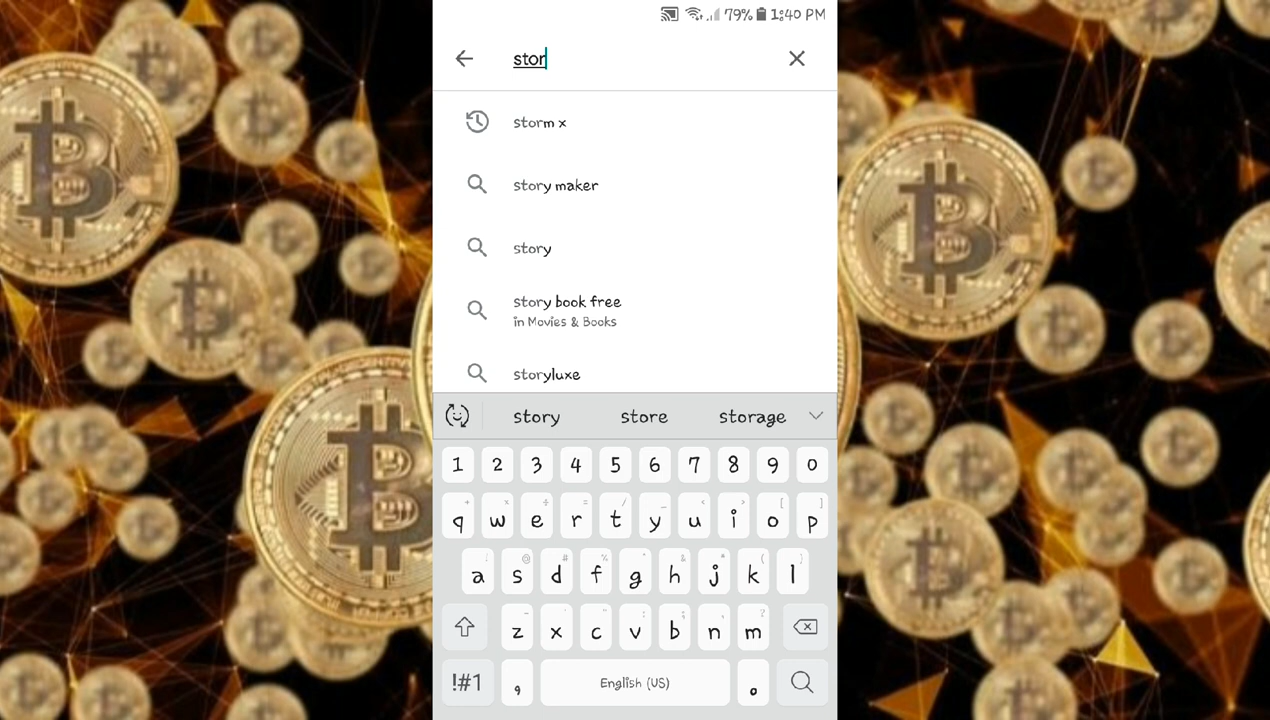 79% 1:40 PM
stor
storm x
story maker
story
story book free
in Movies & Books
storyluxe
story store storage
1 2 3 4 5 6 7 8 9 0
q w e r t y u i o p
a s d f g h j k l
z x c v b n m
!#1 , English (US) .